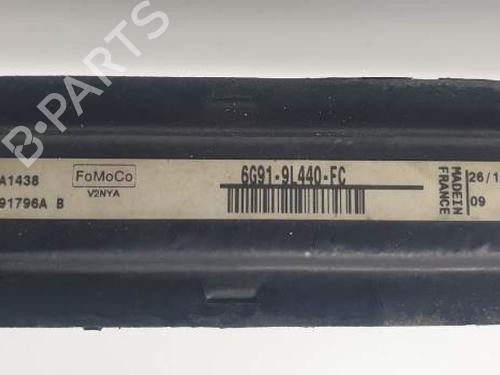 B-PARTS
A1438
91796A B
FoMoCo
V2NYA
6G91-9L440-FC
MADE IN
FRANCE
26/1
09